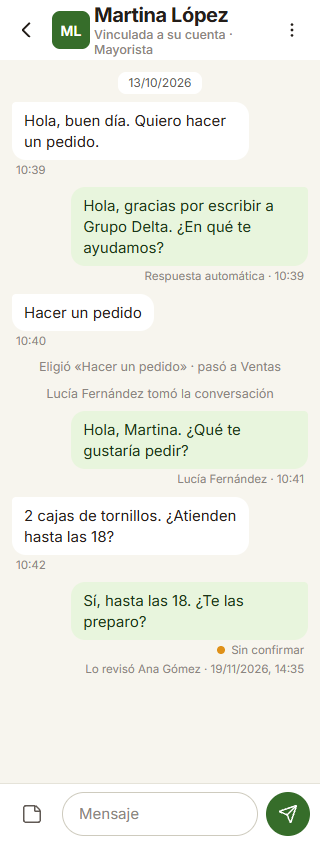 ML
Martina López
Vinculada a su cuenta ·
Mayorista
13/10/2026
Hola, buen día. Quiero hacer
un pedido.
10:39
Hola, gracias por escribir a
Grupo Delta. ¿En qué te
ayudamos?
Respuesta automática · 10:39
Hacer un pedido
10:40
Eligió «Hacer un pedido» · pasó a Ventas
Lucía Fernández tomó la conversación
Hola, Martina. ¿Qué te
gustaría pedir?
Lucía Fernández · 10:41
2 cajas de tornillos. ¿Atienden
hasta las 18?
10:42
Sí, hasta las 18. ¿Te las
preparo?
Sin confirmar
Lo revisó Ana Gómez · 19/11/2026, 14:35
Mensaje